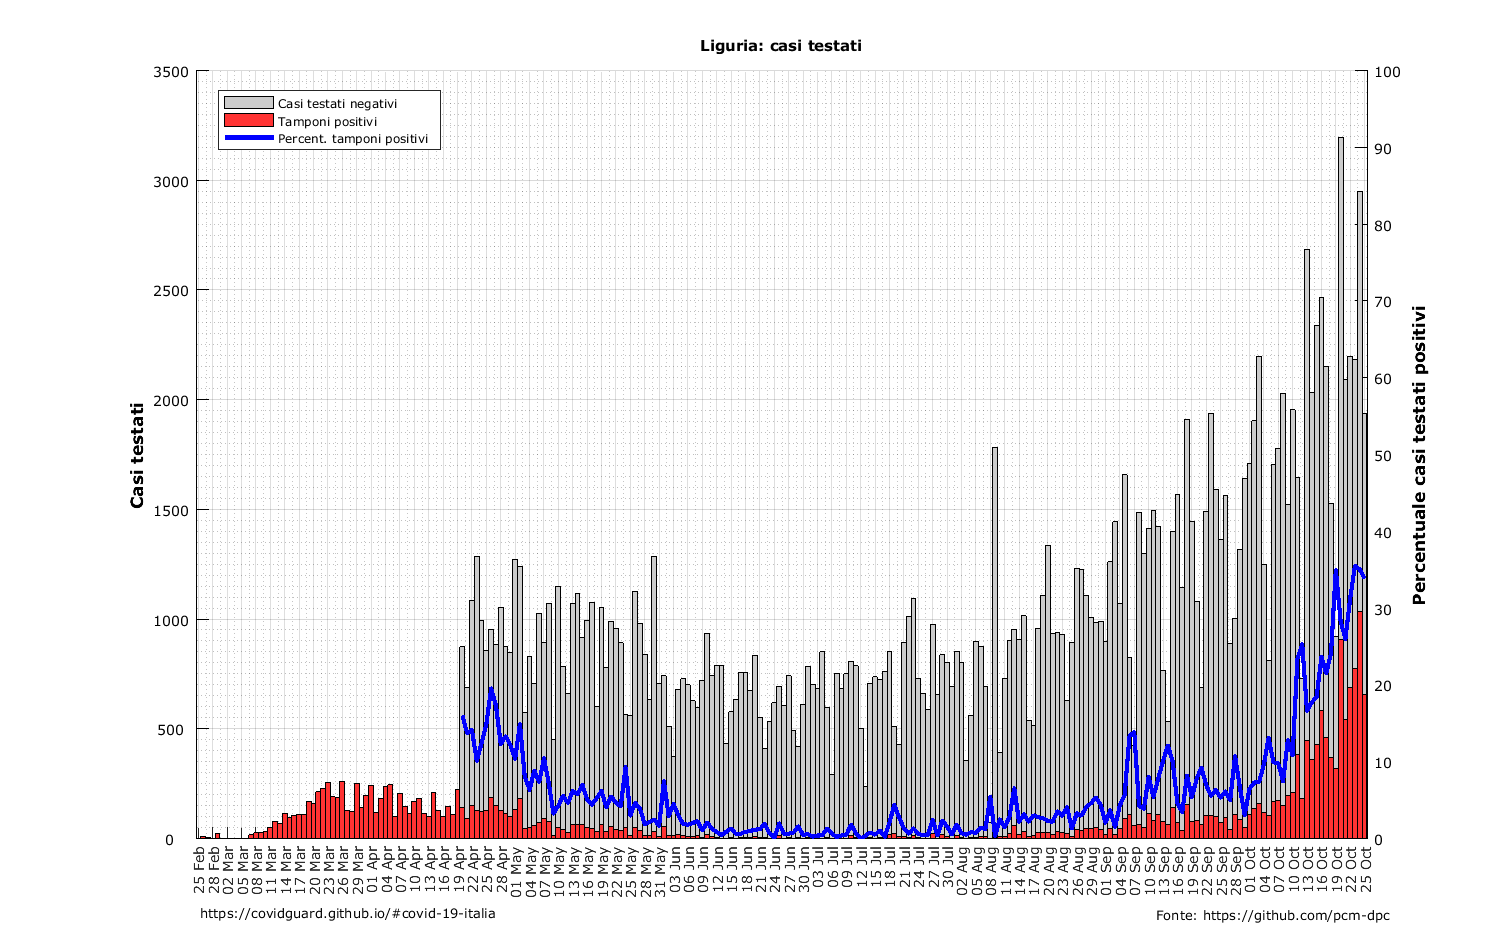 Liguria: casi testati
Casi testati negativi
Tamponi positivi
Percent. tamponi positivi
Casi testati
3500
3000
2500
2000
1500
1000
500
0
100
90
80
70
60
50
40
30
20
10
0
Percentuale casi testati positivi
25 Feb
28 Feb
02 Mar
05 Mar
08 Mar
11 Mar
14 Mar
17 Mar
20 Mar
23 Mar
26 Mar
29 Mar
01 Apr
04 Apr
07 Apr
10 Apr
13 Apr
16 Apr
19 Apr
22 Apr
25 Apr
28 Apr
01 May
04 May
07 May
10 May
13 May
16 May
19 May
22 May
25 May
28 May
31 May
03 Jun
06 Jun
09 Jun
12 Jun
15 Jun
18 Jun
21 Jun
24 Jun
27 Jun
30 Jun
03 Jul
06 Jul
09 Jul
12 Jul
15 Jul
18 Jul
21 Jul
24 Jul
27 Jul
30 Jul
02 Aug
05 Aug
08 Aug
11 Aug
14 Aug
17 Aug
20 Aug
23 Aug
26 Aug
29 Aug
01 Sep
04 Sep
07 Sep
10 Sep
13 Sep
16 Sep
19 Sep
22 Sep
25 Sep
28 Sep
01 Oct
04 Oct
07 Oct
10 Oct
13 Oct
16 Oct
19 Oct
22 Oct
25 Oct
https://covidguard.github.io/#covid-19-italia
Fonte: https://github.com/pcm-dpc